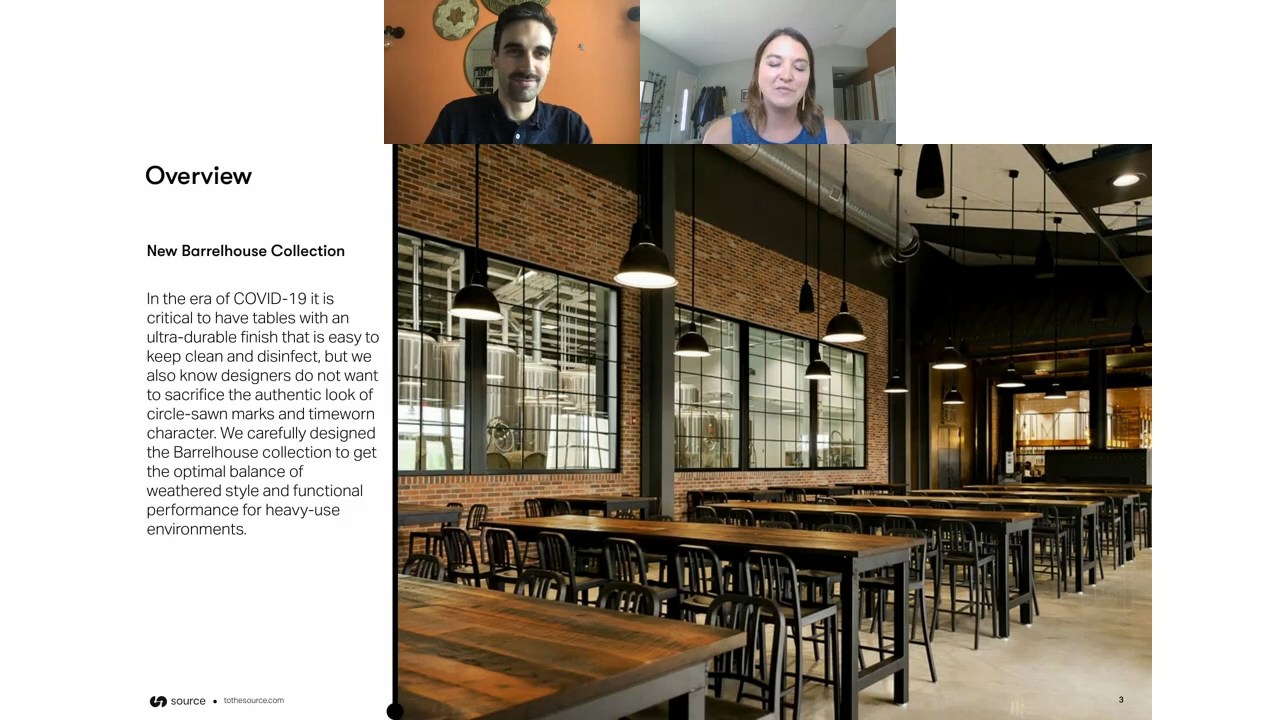 Overview
New Barrelhouse Collection
In the era of COVID-19 it is
critical to have tables with an
ultra-durable finish that is easy to
keep clean and disinfect, but we
also know designers do not want
to sacrifice the authentic look of
circle-sawn marks and timeworn
character. We carefully designed
the Barrelhouse collection to get
the optimal balance of
weathered style and functional
performance for heavy-use
environments.
source • tothesource.com
3